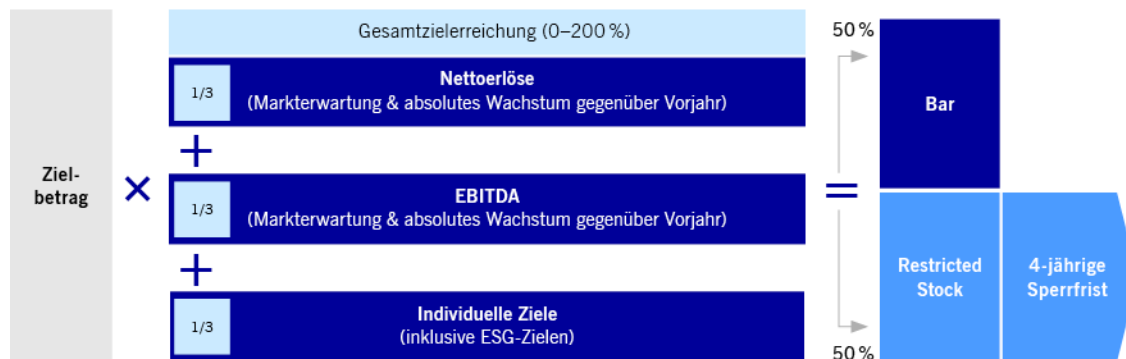 Gesamtzielerreichung (0–200 %)
Ziel-
betrag
×
1/3
Nettoerlöse
(Markterwartung & absolutes Wachstum gegenüber Vorjahr)
+
1/3
EBITDA
(Markterwartung & absolutes Wachstum gegenüber Vorjahr)
+
1/3
Individuelle Ziele
(inklusive ESG-Zielen)
=
50 %
Bar
Restricted
Stock
4-jährige
Sperrfrist
50 %